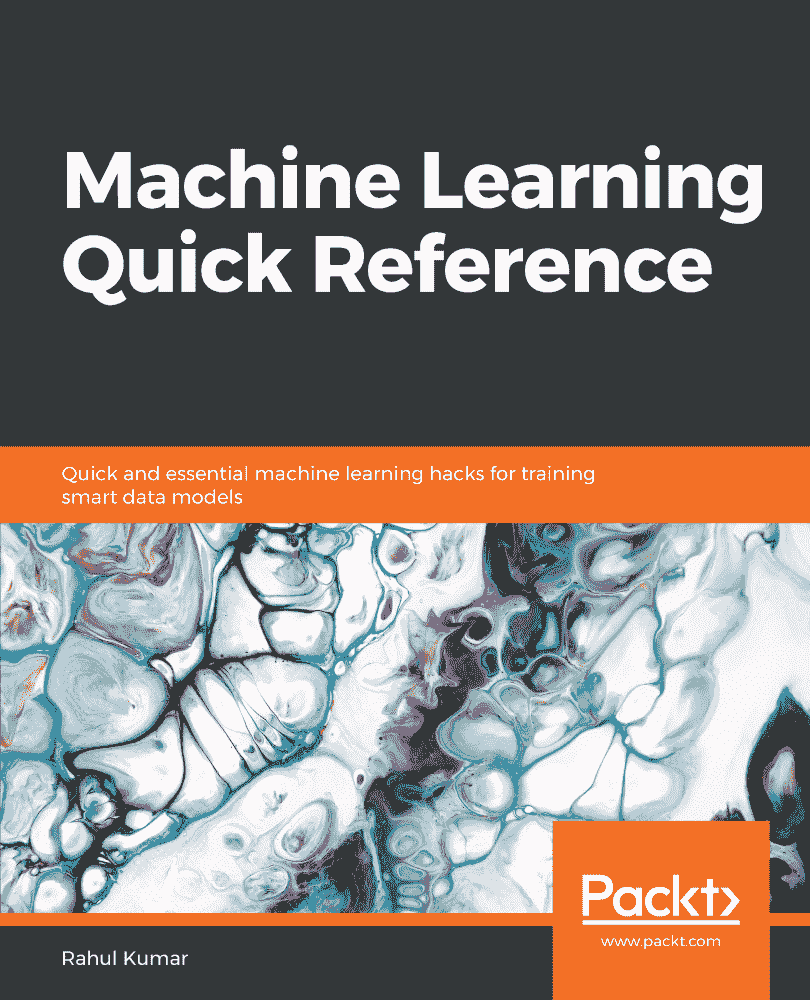 Machine Learning
Quick Reference
Quick and essential machine learning hacks for training
smart data models
Packt>
www.packt.com
Rahul Kumar